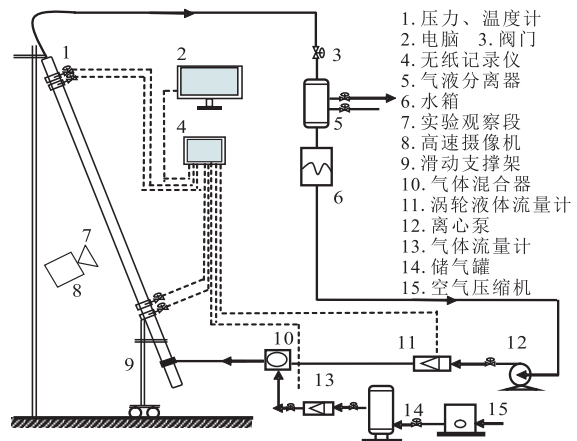 1
2
3
4
5
6
7
8
9
10
11
12
13
14
15
1.压力、温度计
2.电脑 3.阀门
4.无纸记录仪
5.气液分离器
6.水箱
7.实验观察段
8.高速摄像机
9.滑动支撑架
10.气体混合器
11.涡轮液体流量计
12.离心泵
13.气体流量计
14.储气罐
15.空气压缩机